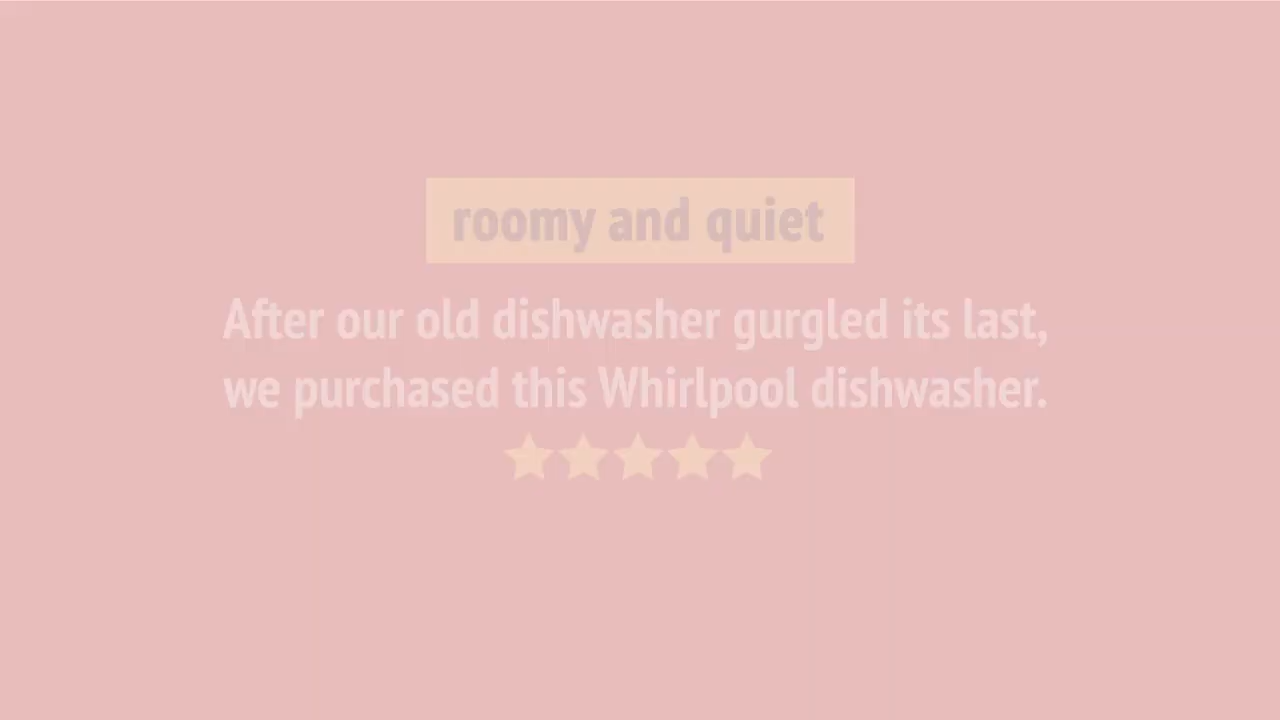 roomy and quiet
After our old dishwasher gurgled its last,
we purchased this Whirlpool dishwasher.